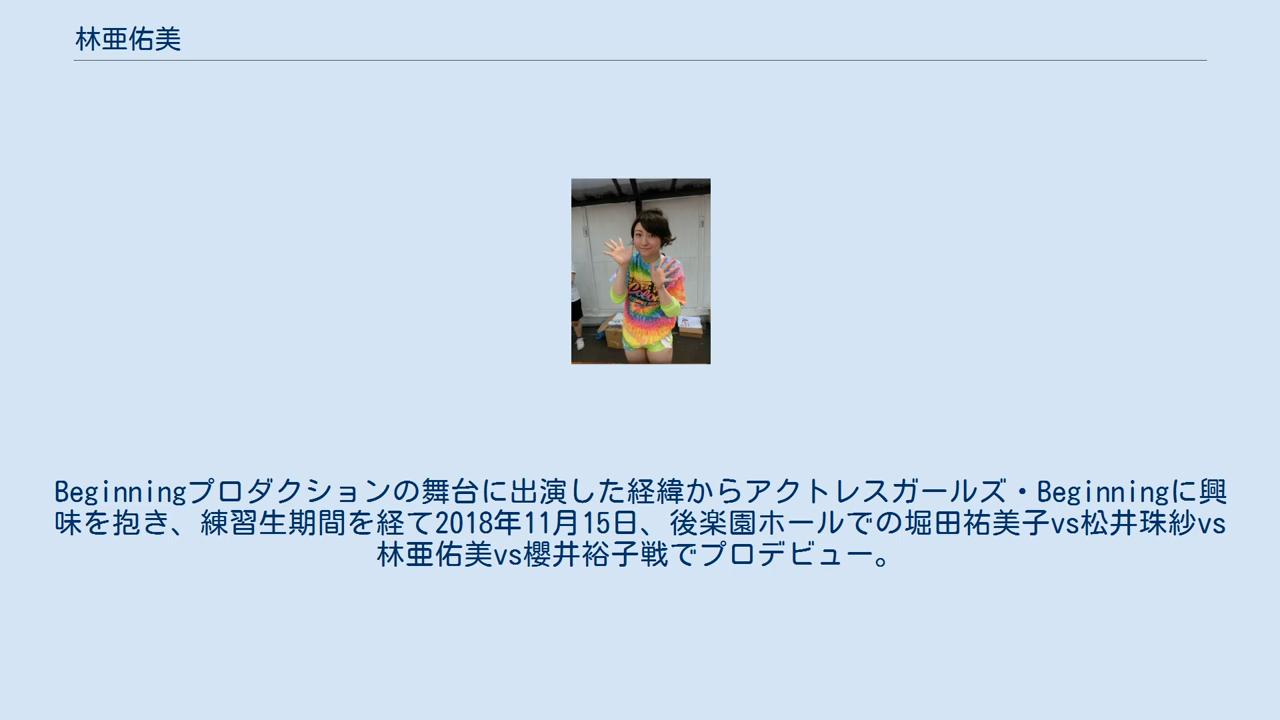 林亜佑美
Beginningプロダクションの舞台に出演した経緯からアクトレスガールズ・Beginningに興
味を抱き、練習生期間を経て2018年11月15日、後楽園ホールでの堀田祐美子vs松井珠紗vs
林亜佑美vs櫻井裕子戦でプロデビュー。